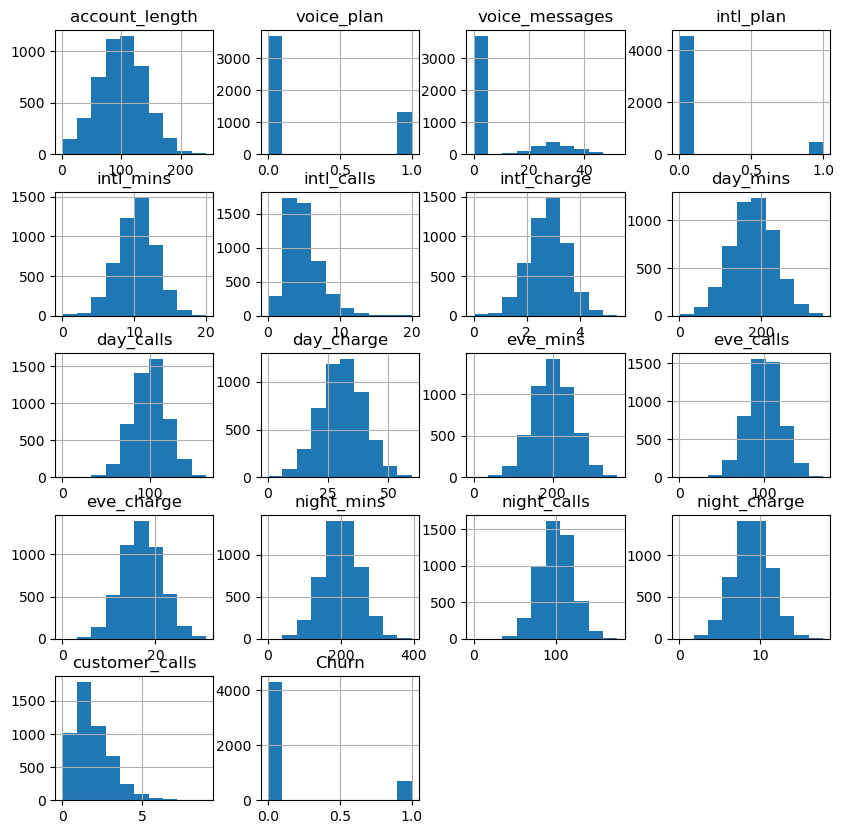 account_length voice_plan voice_messages intl_plan
1000 3000 3000 4000
500 2000 2000 2000
1000 1000
0 0 0 0
0 100 200 0.0 0.5 1.0 0 20 40 0.0 0.5 1.0
intl_mins intl_calls intl_charge day_mins
1500 1500 1500 1000
1000 1000 1000 500
500 500 500
0 0 0 0
0 10 20 0 10 20 2 4 0 200
day_calls day_charge eve_mins eve_calls
1500 1000 1000 1500
1000 500 500 1000
500 500
0 0 0 0
0 100 0 25 50 0 200 0 100
eve_charge night_mins night_calls night_charge
1000 1000 1500 1000
500 500 1000 500
500
0 0 0 0
0 20 0 200 400 0 100 0 10
customer_calls Churn
1500 4000
1000 2000
500
0 0
0 5 0.0 0.5 1.0